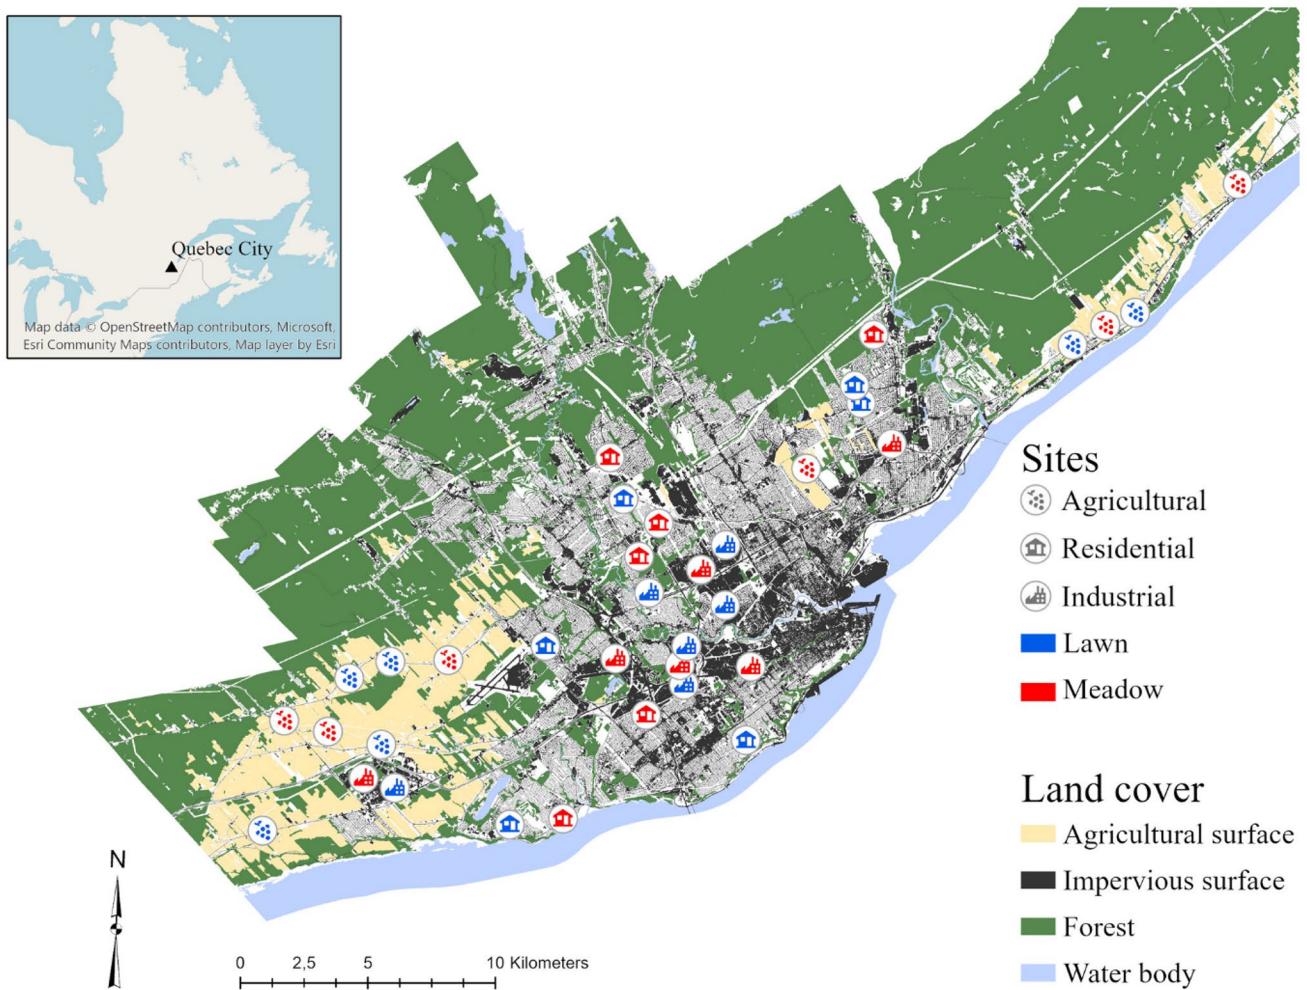 Quebec City
Map data © OpenStreetMap contributors, Microsoft,
Esri Community Maps contributors, Map layer by Esri
Sites
Agricultural
Residential
Industrial
Lawn
Meadow
Land cover
Agricultural surface
Impervious surface
Forest
Water body
N
0 2,5 5 10 Kilometers